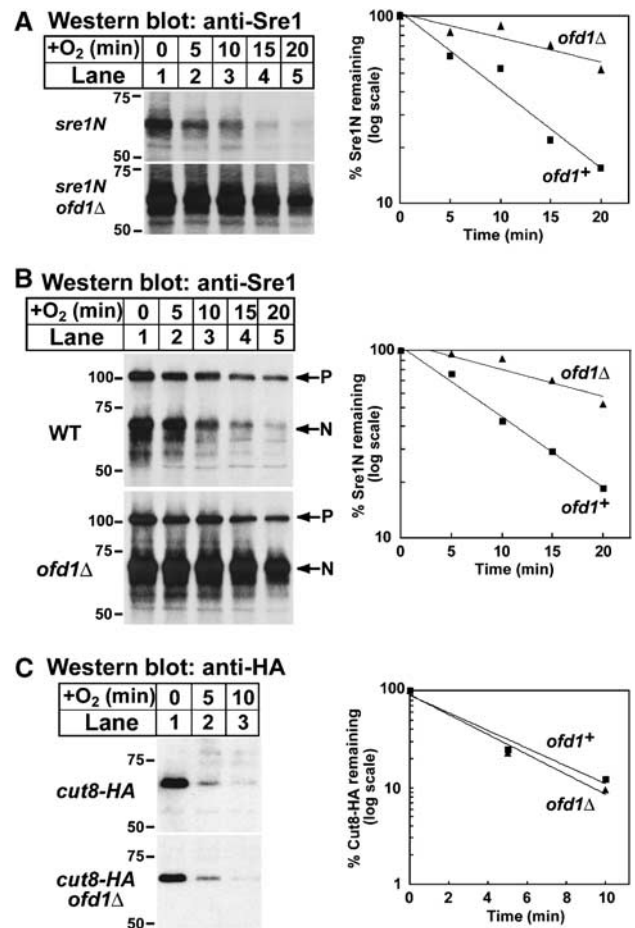 A Western blot: anti-Sre1
+O₂ (min) 0 5 10 15 20
Lane 1 2 3 4 5
75
sre1N
50
75
sre1N
ofd1Δ
50
% Sre1N remaining
(log scale)
100
10
ofd1Δ
ofd1⁺
0 5 10 15 20
Time (min)
B Western blot: anti-Sre1
+O₂ (min) 0 5 10 15 20
Lane 1 2 3 4 5
100
P
75
WT
N
50
100
P
75
ofd1Δ
N
50
% Sre1N remaining
(log scale)
100
10
ofd1Δ
ofd1⁺
0 5 10 15 20
Time (min)
C Western blot: anti-HA
+O₂ (min) 0 5 10
Lane 1 2 3
75
cut8-HA
50
75
cut8-HA
ofd1Δ
50
% Cut8-HA remaining
(log scale)
100
10
1
ofd1⁺
ofd1Δ
0 2 4 6 8 10
Time (min)